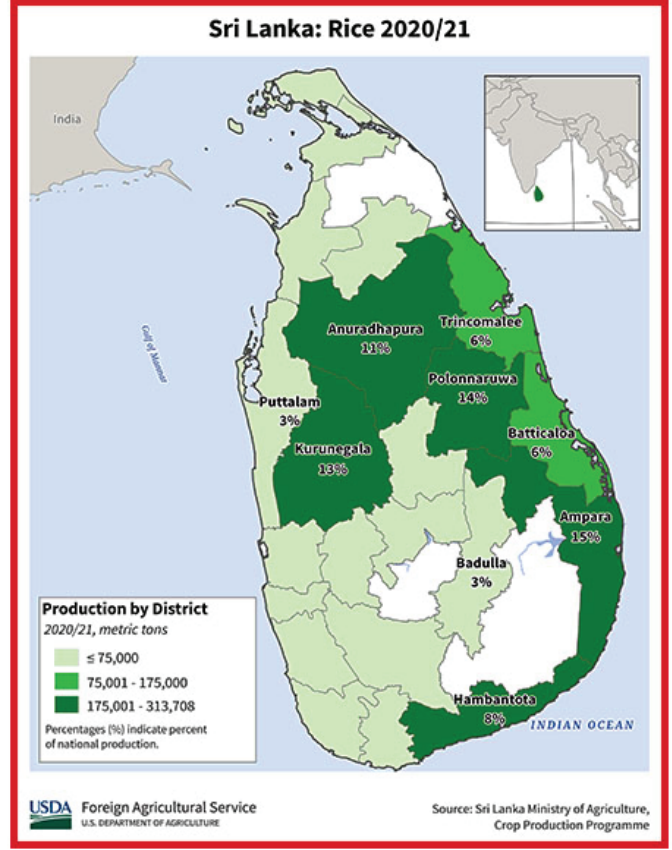 Sri Lanka: Rice 2020/21
India
Gulf of Mannar
Anuradhapura
11%
Trincomalee
6%
Polonnaruwa
14%
Puttalam
3%
Kurunegala
13%
Batticaloa
6%
Ampara
15%
Badulla
3%
Hambantota
8%
INDIAN OCEAN
Production by District
2020/21, metric tons
≤ 75,000
75,001 - 175,000
175,001 - 313,708
Percentages (%) indicate percent
of national production.
USDA
Foreign Agricultural Service
U.S. DEPARTMENT OF AGRICULTURE
Source: Sri Lanka Ministry of Agriculture,
Crop Production Programme